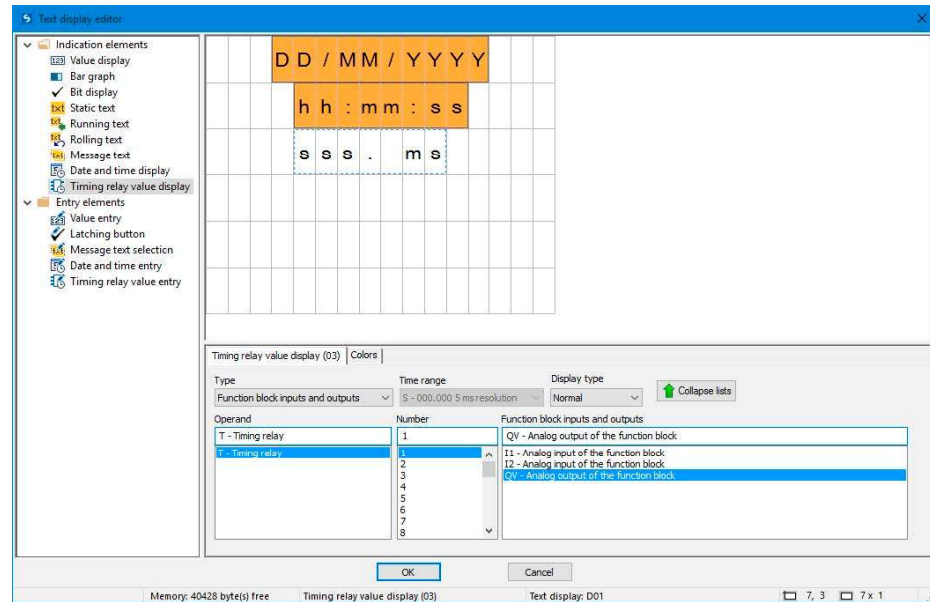 Text display editor
Indication elements
Value display
Bar graph
Bit display
Static text
Running text
Rolling text
Message text
Date and time display
Timing relay value display
Entry elements
Value entry
Latching button
Message text selection
Date and time entry
Timing relay value entry
DD/MM/YYYY
hh:mm:ss
sss. ms
Timing relay value display (03) Colors
Type Time range Display type
Function block inputs and outputs S - 000.000 5 ms resolution Normal Collapse lists
Operand Number Function block inputs and outputs
T - Timing relay 1 QV - Analog output of the function block
T - Timing relay 1 I1 - Analog input of the function block
2 I2 - Analog input of the function block
3 QV - Analog output of the function block
4
5
6
7
8
OK Cancel
Memory: 40428 byte(s) free Timing relay value display (03) Text display: D01 7, 3 7 x 1